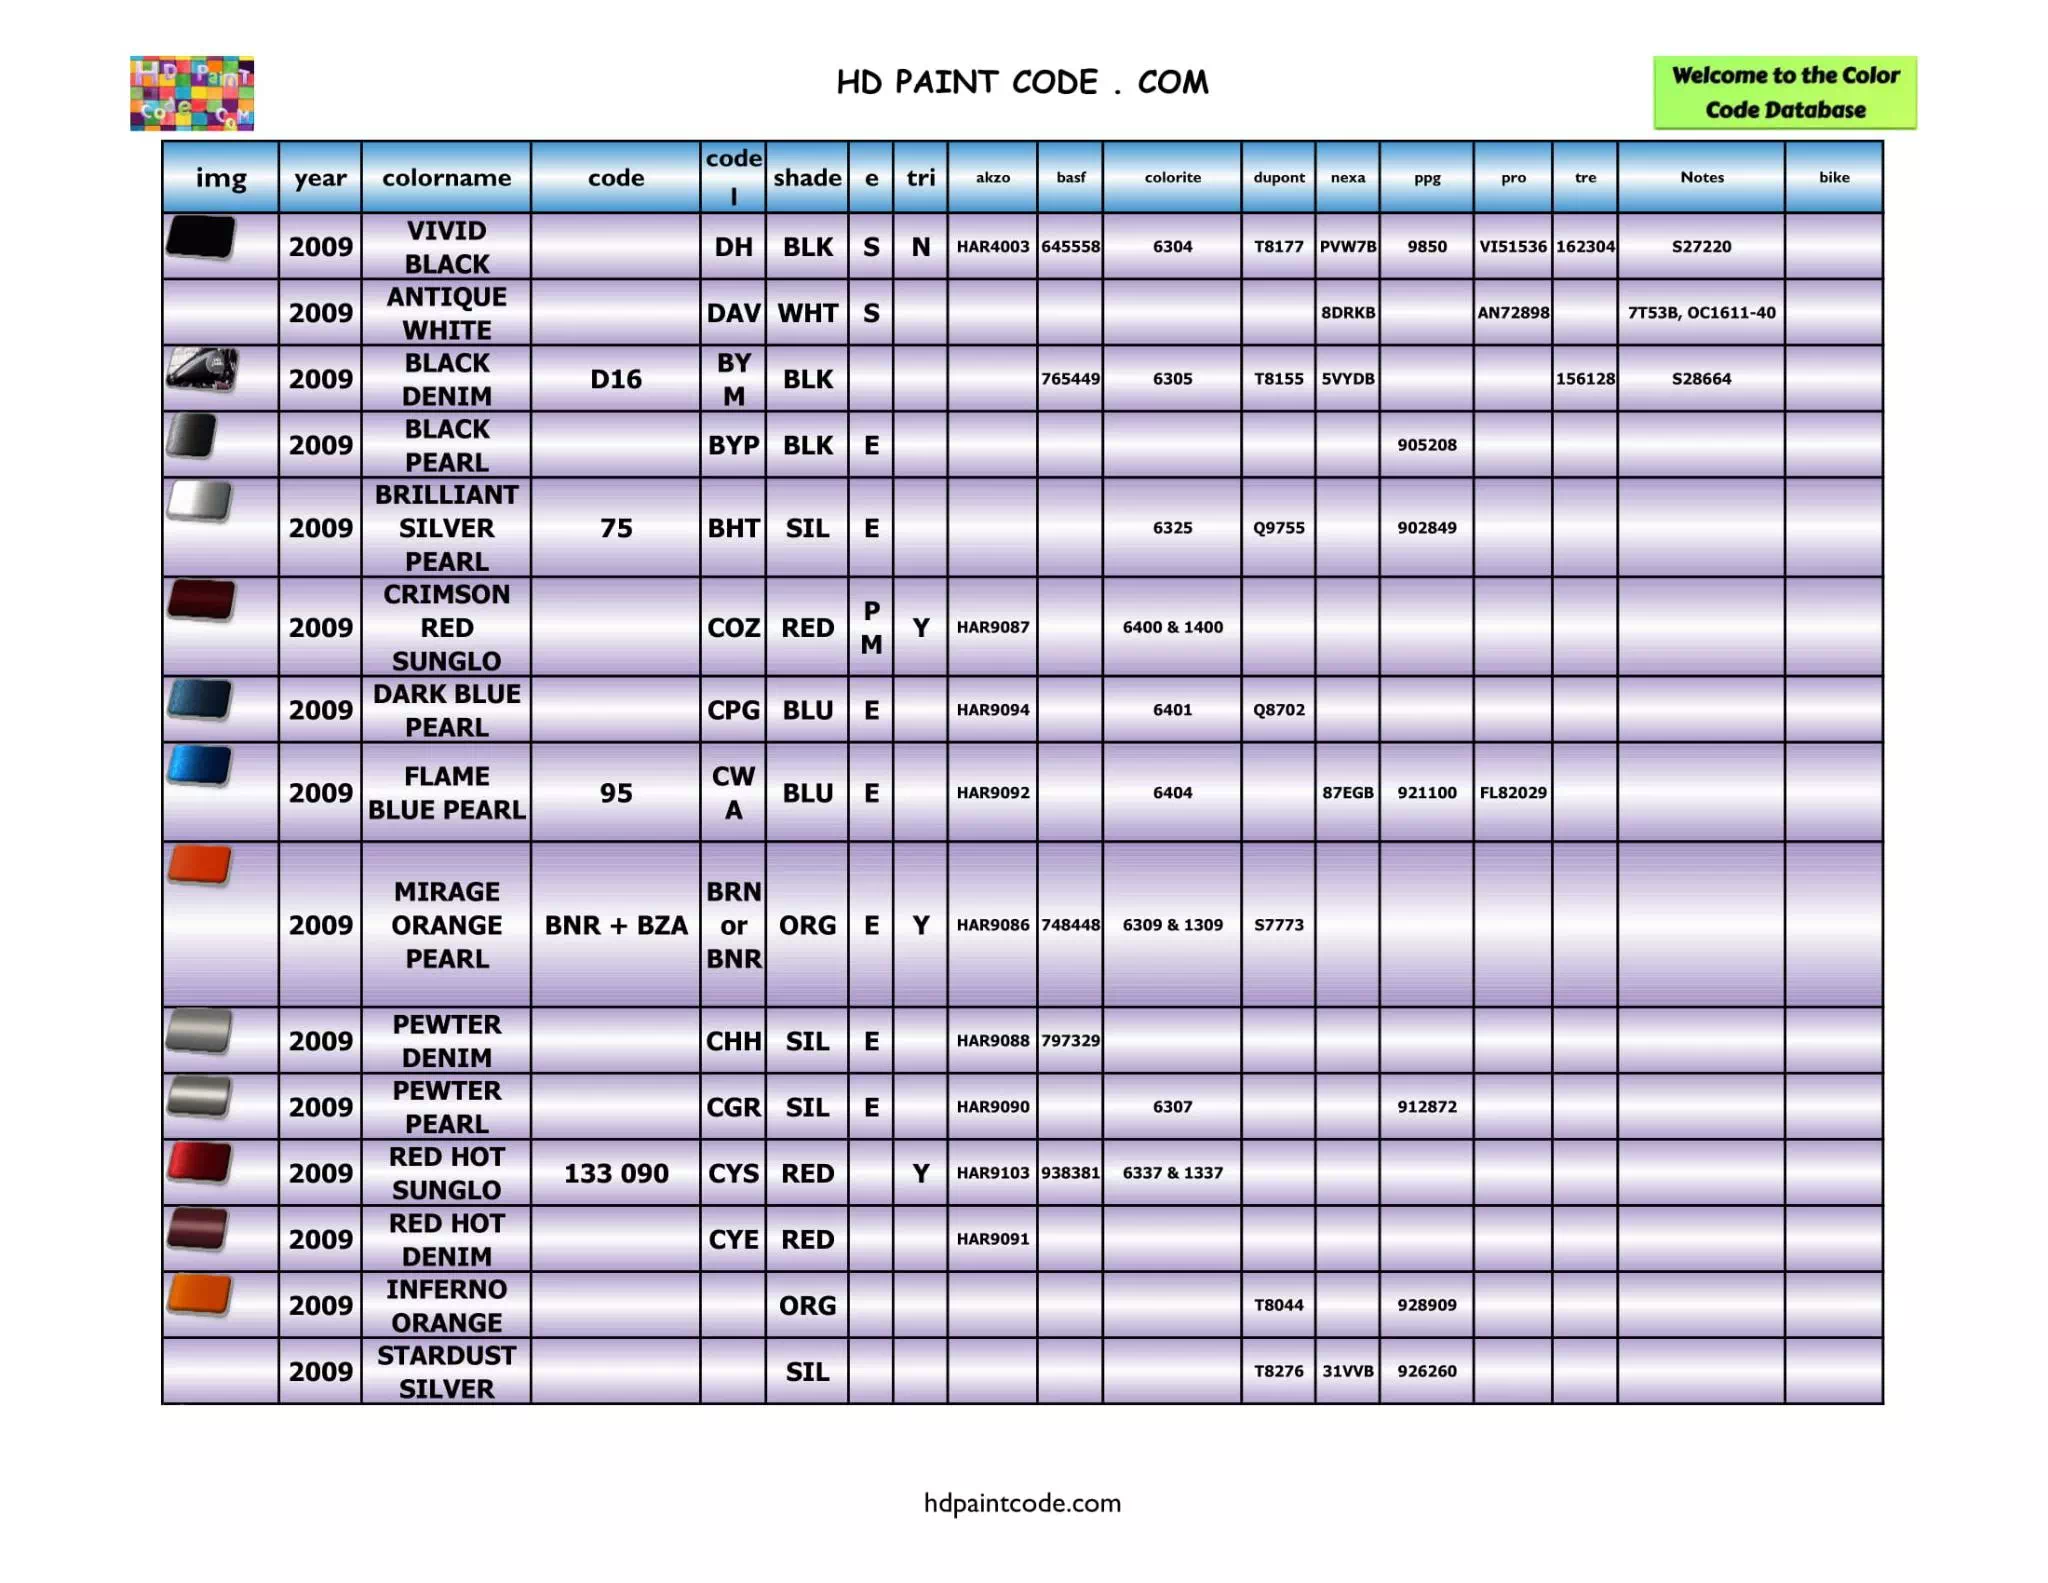 HD Paint
Code CoM
HD PAINT CODE . COM
Welcome to the Color
Code Database
img year colorname code code l shade e tri akzo basf colorite dupont nexa ppg pro tre Notes bike
2009 VIVID BLACK DH BLK S N HAR4003 645558 6304 T8177 PVW7B 9850 VI51536 162304 S27220
2009 ANTIQUE WHITE DAV WHT S 8DRKB AN72898 7T53B, OC1611-40
2009 BLACK DENIM D16 BYM BLK 765449 6305 T8155 5VYDB 156128 S28664
2009 BLACK PEARL BYP BLK E 905208
2009 BRILLIANT SILVER PEARL 75 BHT SIL E 6325 Q9755 902849
2009 CRIMSON RED SUNGLO COZ RED PM Y HAR9087 6400 & 1400
2009 DARK BLUE PEARL CPG BLU E HAR9094 6401 Q8702
2009 FLAME BLUE PEARL 95 CWA BLU E HAR9092 6404 87EGB 921100 FL82029
2009 MIRAGE ORANGE PEARL BNR + BZA BRN or BNR ORG E Y HAR9086 748448 6309 & 1309 S7773
2009 PEWTER DENIM CHH SIL E HAR9088 797329
2009 PEWTER PEARL CGR SIL E HAR9090 6307 912872
2009 RED HOT SUNGLO 133 090 CYS RED Y HAR9103 938381 6337 & 1337
2009 RED HOT DENIM CYE RED HAR9091
2009 INFERNO ORANGE ORG T8044 928909
2009 STARDUST SILVER SIL T8276 31VVB 926260
hdpaintcode.com